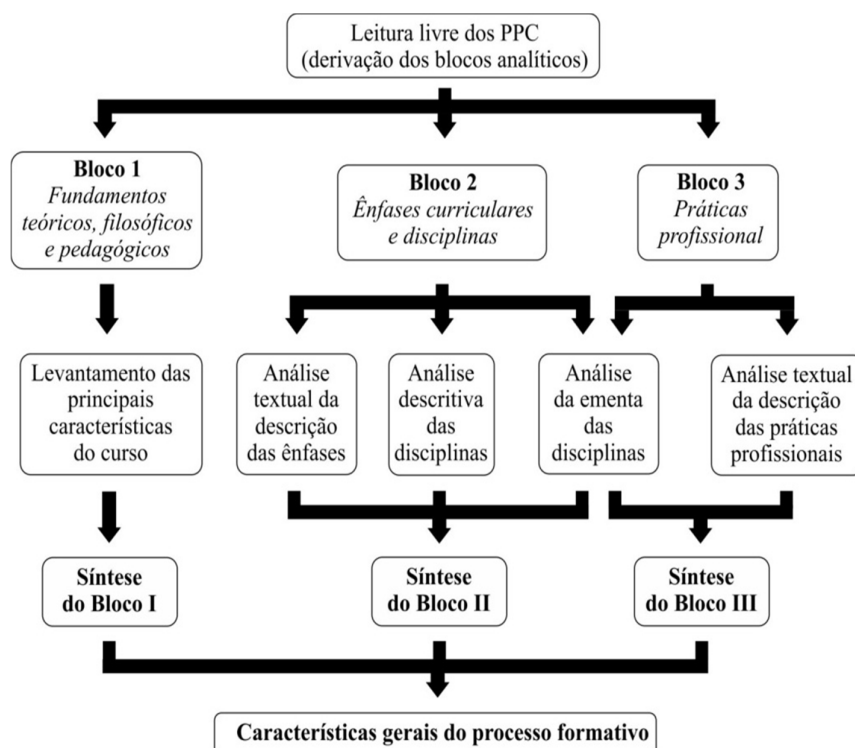 Leitura livre dos PPC
(derivação dos blocos analíticos)
Bloco 1
Fundamentos
teóricos, filosóficos
e pedagógicos
Bloco 2
Ênfases curriculares
e disciplinas
Bloco 3
Práticas
profissional
Levantamento das
principais
características
do curso
Análise
textual da
descrição
das ênfases
Análise
descritiva
das
disciplinas
Análise
da ementa
das
disciplinas
Análise textual
da descrição
das práticas
profissionais
Síntese
do Bloco I
Síntese
do Bloco II
Síntese
do Bloco III
Características gerais do processo formativo